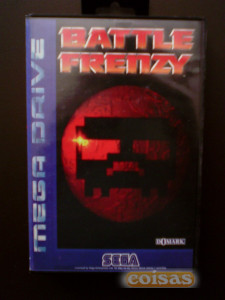 BATTLE
FRENZY
MEGA DRIVE
DOMARK
SEGA
coisas